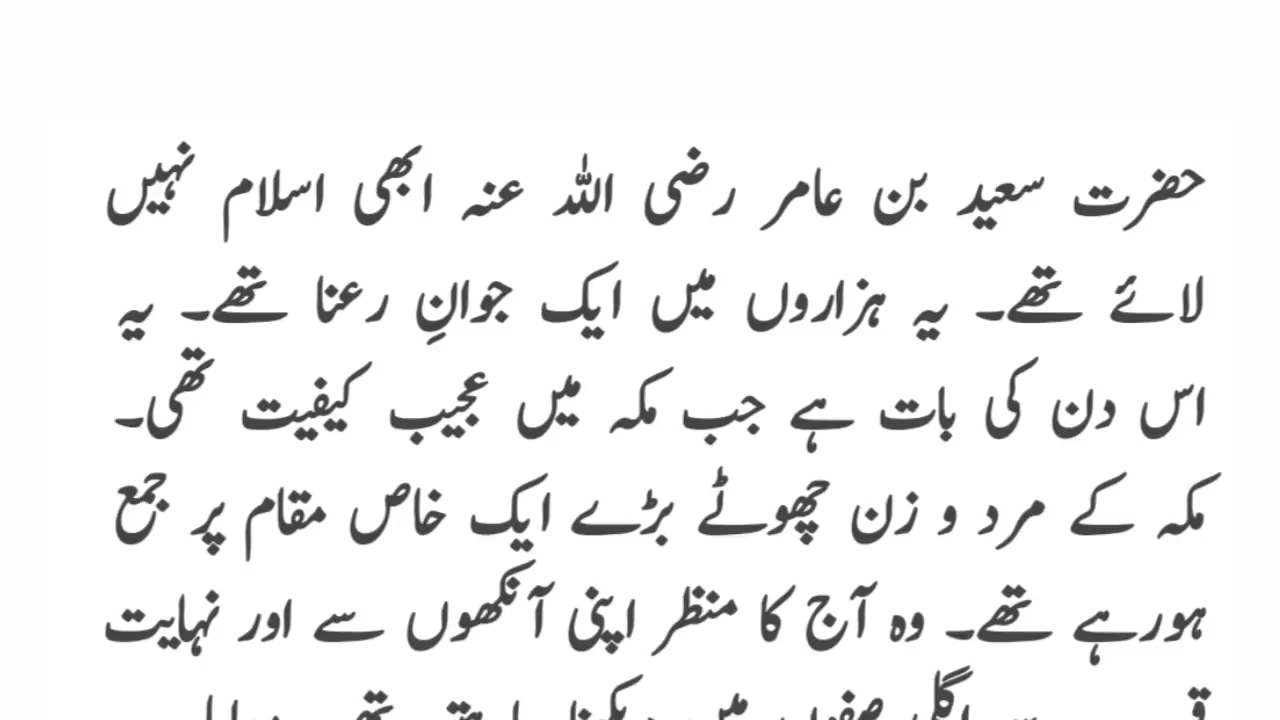 حضرت سعید بن عامر رضی اللہ عنہ ابھی اسلام نہیں
لائے تھے۔ یہ ہزاروں میں ایک جوانِ رعنا تھے۔ یہ
اس دن کی بات ہے جب مکہ میں عجیب کیفیت تھی۔
مکہ کے مرد و زن چھوٹے بڑے ایک خاص مقام پر جمع
ہورہے تھے۔ وہ آج کا منظر اپنی آنکھوں سے اور نہایت